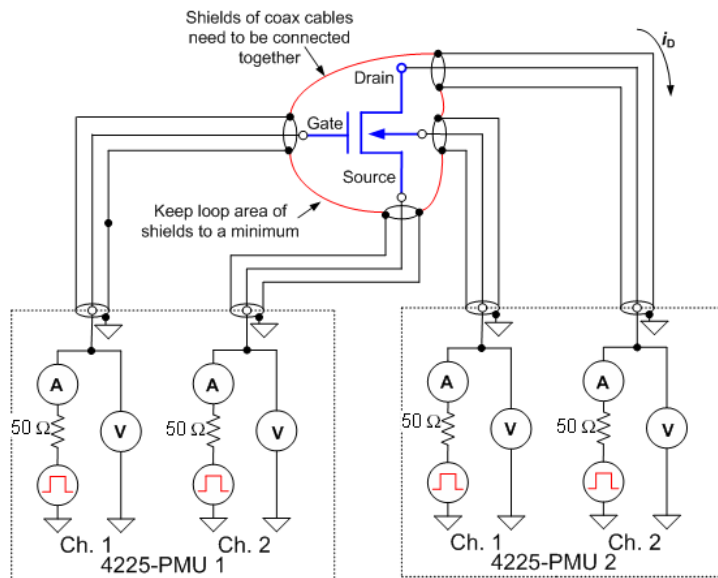 Shields of coax cables
need to be connected
together
Drain
iD
Gate
Source
Keep loop area of
shields to a minimum
A
50 Ω
V
A
50 Ω
V
A
50 Ω
V
A
50 Ω
V
Ch. 1
Ch. 2
4225-PMU 1
Ch. 1
Ch. 2
4225-PMU 2